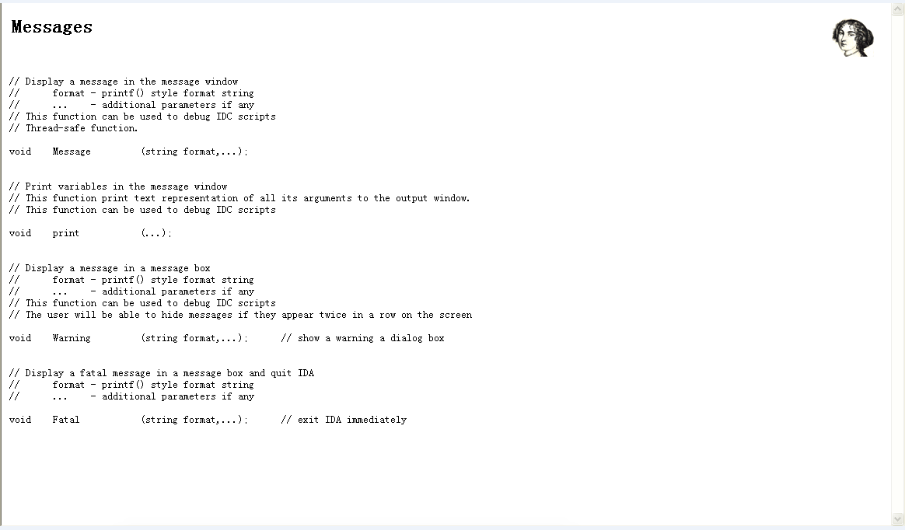 Messages
// Display a message in the message window
//      format - printf() style format string
//      ...    - additional parameters if any
// This function can be used to debug IDC scripts
// Thread-safe function.
void    Message         (string format,...);
// Print variables in the message window
// This function print text representation of all its arguments to the output window.
// This function can be used to debug IDC scripts
void    print           (...);
// Display a message in a message box
//      format - printf() style format string
//      ...    - additional parameters if any
// This function can be used to debug IDC scripts
// The user will be able to hide messages if they appear twice in a row on the screen
void    Warning         (string format,...);      // show a warning a dialog box
// Display a fatal message in a message box and quit IDA
//      format - printf() style format string
//      ...    - additional parameters if any
void    Fatal           (string format,...);      // exit IDA immediately